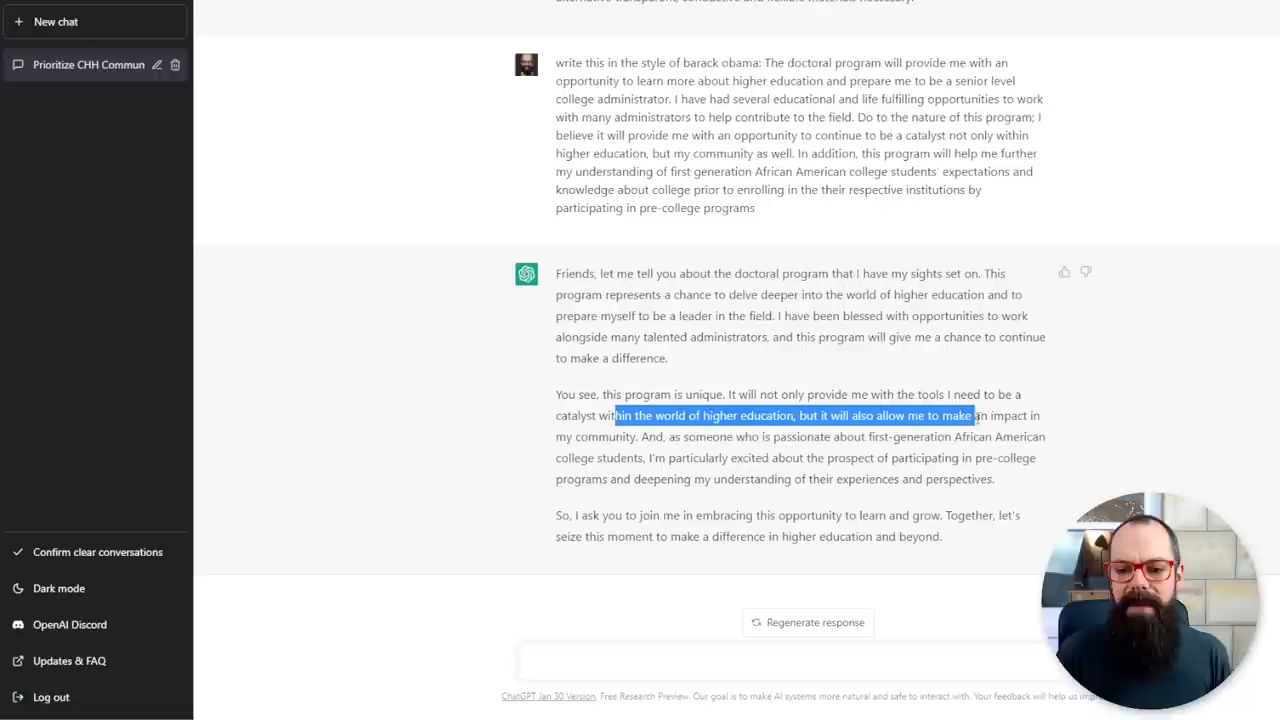 New chat
Prioritize CHH Commun
write this in the style of barack obama: The doctoral program will provide me with an
opportunity to learn more about higher education and prepare me to be a senior level
college administrator. I have had several educational and life fulfilling opportunities to work
with many administrators to help contribute to the field. Do to the nature of this program; I
believe it will provide me with an opportunity to continue to be a catalyst not only within
higher education, but my community as well. In addition, this program will help me further
my understanding of first generation African American college students' expectations and
knowledge about college prior to enrolling in the their respective institutions by
participating in pre-college programs
Friends, let me tell you about the doctoral program that I have my sights set on. This
program represents a chance to delve deeper into the world of higher education and to
prepare myself to be a leader in the field. I have been blessed with opportunities to work
alongside many talented administrators, and this program will give me a chance to continue
to make a difference.
You see, this program is unique. It will not only provide me with the tools I need to be a
catalyst within the world of higher education, but it will also allow me to make an impact in
my community. And, as someone who is passionate about first-generation African American
college students, I'm particularly excited about the prospect of participating in pre-college
programs and deepening my understanding of their experiences and perspectives.
So, I ask you to join me in embracing this opportunity to learn and grow. Together, let's
seize this moment to make a difference in higher education and beyond.
Confirm clear conversations
Dark mode
OpenAI Discord
Updates & FAQ
Log out
Regenerate response
ChatGPT Jan 30 Version. Free Research Preview. Our goal is to make AI systems more natural and safe to interact with. Your feedback will help us